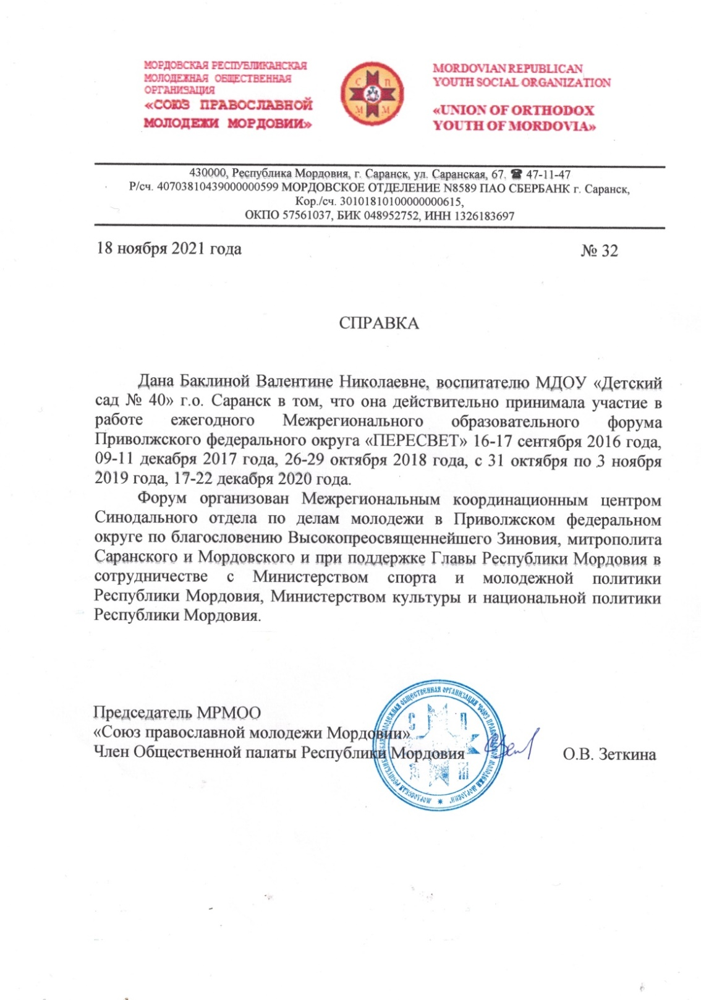 МОРДОВСКАЯ РЕСПУБЛИКАНСКАЯ
МОЛОДЕЖНАЯ ОБЩЕСТВЕННАЯ
ОРГАНИЗАЦИЯ
«СОЮЗ ПРАВОСЛАВНОЙ
МОЛОДЕЖИ МОРДОВИИ»
С П
М М
MORDOVIAN REPUBLICAN
YOUTH SOCIAL ORGANIZATION
«UNION OF ORTHODOX
YOUTH OF MORDOVIA»
430000, Республика Мордовия, г. Саранск, ул. Саранская, 67. ☎ 47-11-47
Р/сч. 40703810439000000599 МОРДОВСКОЕ ОТДЕЛЕНИЕ N8589 ПАО СБЕРБАНК г. Саранск,
Кор./сч. 30101810100000000615,
ОКПО 57561037, БИК 048952752, ИНН 1326183697
18 ноября 2021 года № 32
СПРАВКА
Дана Баклиной Валентине Николаевне, воспитателю МДОУ «Детский
сад № 40» г.о. Саранск в том, что она действительно принимала участие в
работе ежегодного Межрегионального образовательного форума
Приволжского федерального округа «ПЕРЕСВЕТ» 16-17 сентября 2016 года,
09-11 декабря 2017 года, 26-29 октября 2018 года, с 31 октября по 3 ноября
2019 года, 17-22 декабря 2020 года.
Форум организован Межрегиональным координационным центром
Синодального отдела по делам молодежи в Приволжском федеральном
округе по благословению Высокопреосвященнейшего Зиновия, митрополита
Саранского и Мордовского и при поддержке Главы Республики Мордовия в
сотрудничестве с Министерством спорта и молодежной политики
Республики Мордовия, Министерством культуры и национальной политики
Республики Мордовия.
Председатель МРМОО
«Союз православной молодежи Мордовии»
Член Общественной палаты Республики Мордовия О.В. Зеткина
МОРДОВСКАЯ РЕСПУБЛИКАНСКАЯ МОЛОДЕЖНАЯ ОБЩЕСТВЕННАЯ ОРГАНИЗАЦИЯ "СОЮЗ ПРАВОСЛАВНОЙ МОЛОДЕЖИ МОРДОВИИ"
С П